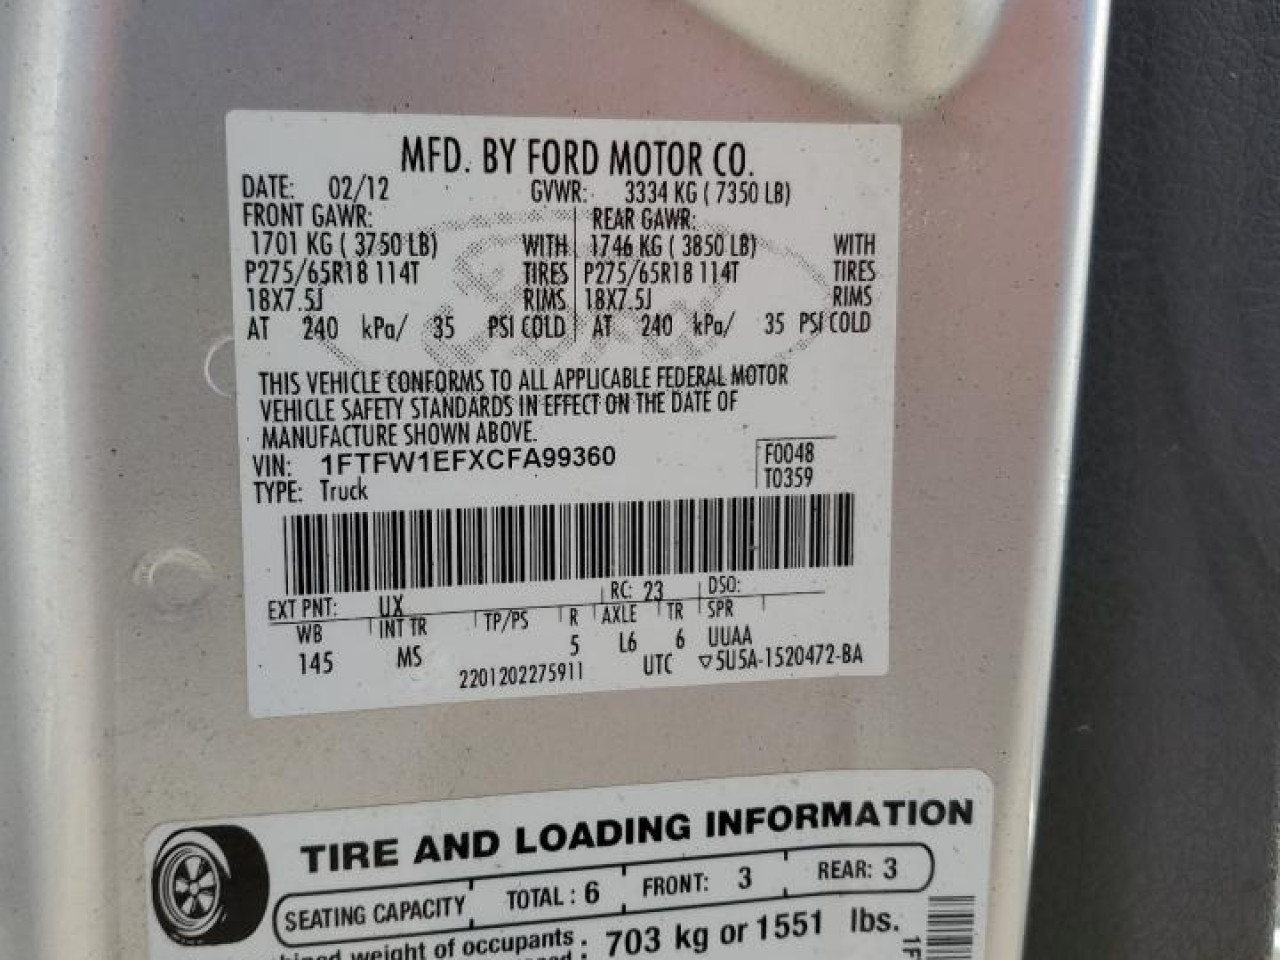 MFD. BY FORD MOTOR CO.
DATE: 02/12 GVWR: 3334 KG ( 7350 LB)
FRONT GAWR: REAR GAWR:
1701 KG ( 3750 LB) WITH 1746 KG ( 3850 LB) WITH
P275/65R18 114T TIRES P275/65R18 114T TIRES
18X7.5J RIMS 18X7.5J RIMS
AT 240 kPa/ 35 PSI COLD AT 240 kPa/ 35 PSI COLD
THIS VEHICLE CONFORMS TO ALL APPLICABLE FEDERAL MOTOR
VEHICLE SAFETY STANDARDS IN EFFECT ON THE DATE OF
MANUFACTURE SHOWN ABOVE.
VIN: 1FTFW1EFXCFA99360 F0048
TYPE: Truck T0359
EXT PNT: UX RC: 23 DSO:
WB INT TR TP/PS R AXLE TR SPR
145 MS 5 L6 6 UUAA
2201202275911 UTC ▽5U5A-1520472-BA
TIRE AND LOADING INFORMATION
SEATING CAPACITY TOTAL : 6 FRONT: 3 REAR: 3
weight of occupants 703 kg or 1551 lbs.
1F